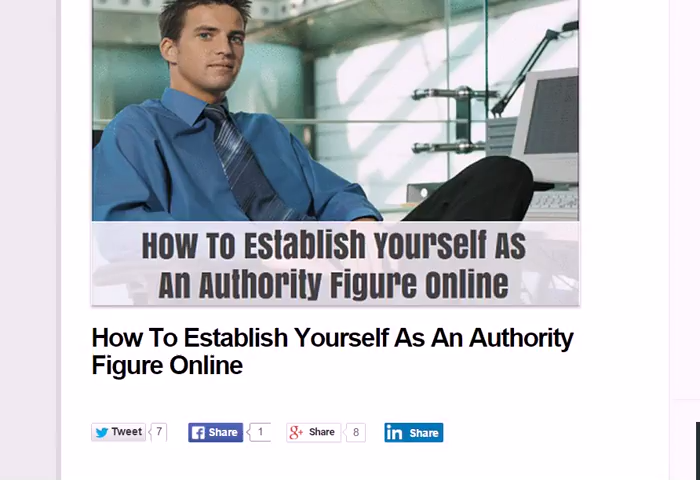 How To Establish Yourself As
An Authority Figure Online
How To Establish Yourself As An Authority
Figure Online
Tweet 7 Share 1 Share 8 Share